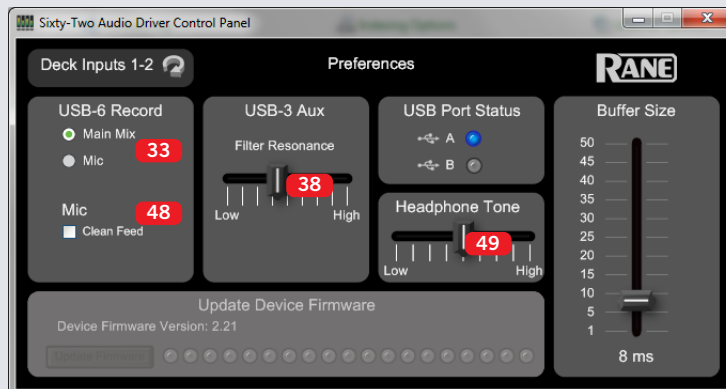 Sixty-Two Audio Driver Control Panel
Deck Inputs 1-2
Preferences
RANE
USB-6 Record
Main Mix
33
Mic
Mic
48
Clean Feed
USB-3 Aux
Filter Resonance
38
Low High
USB Port Status
A
B
Headphone Tone
49
Low High
Buffer Size
50
45
40
35
30
25
20
15
10
5
1
8 ms
Update Device Firmware
Device Firmware Version: 2.21
Update Firmware